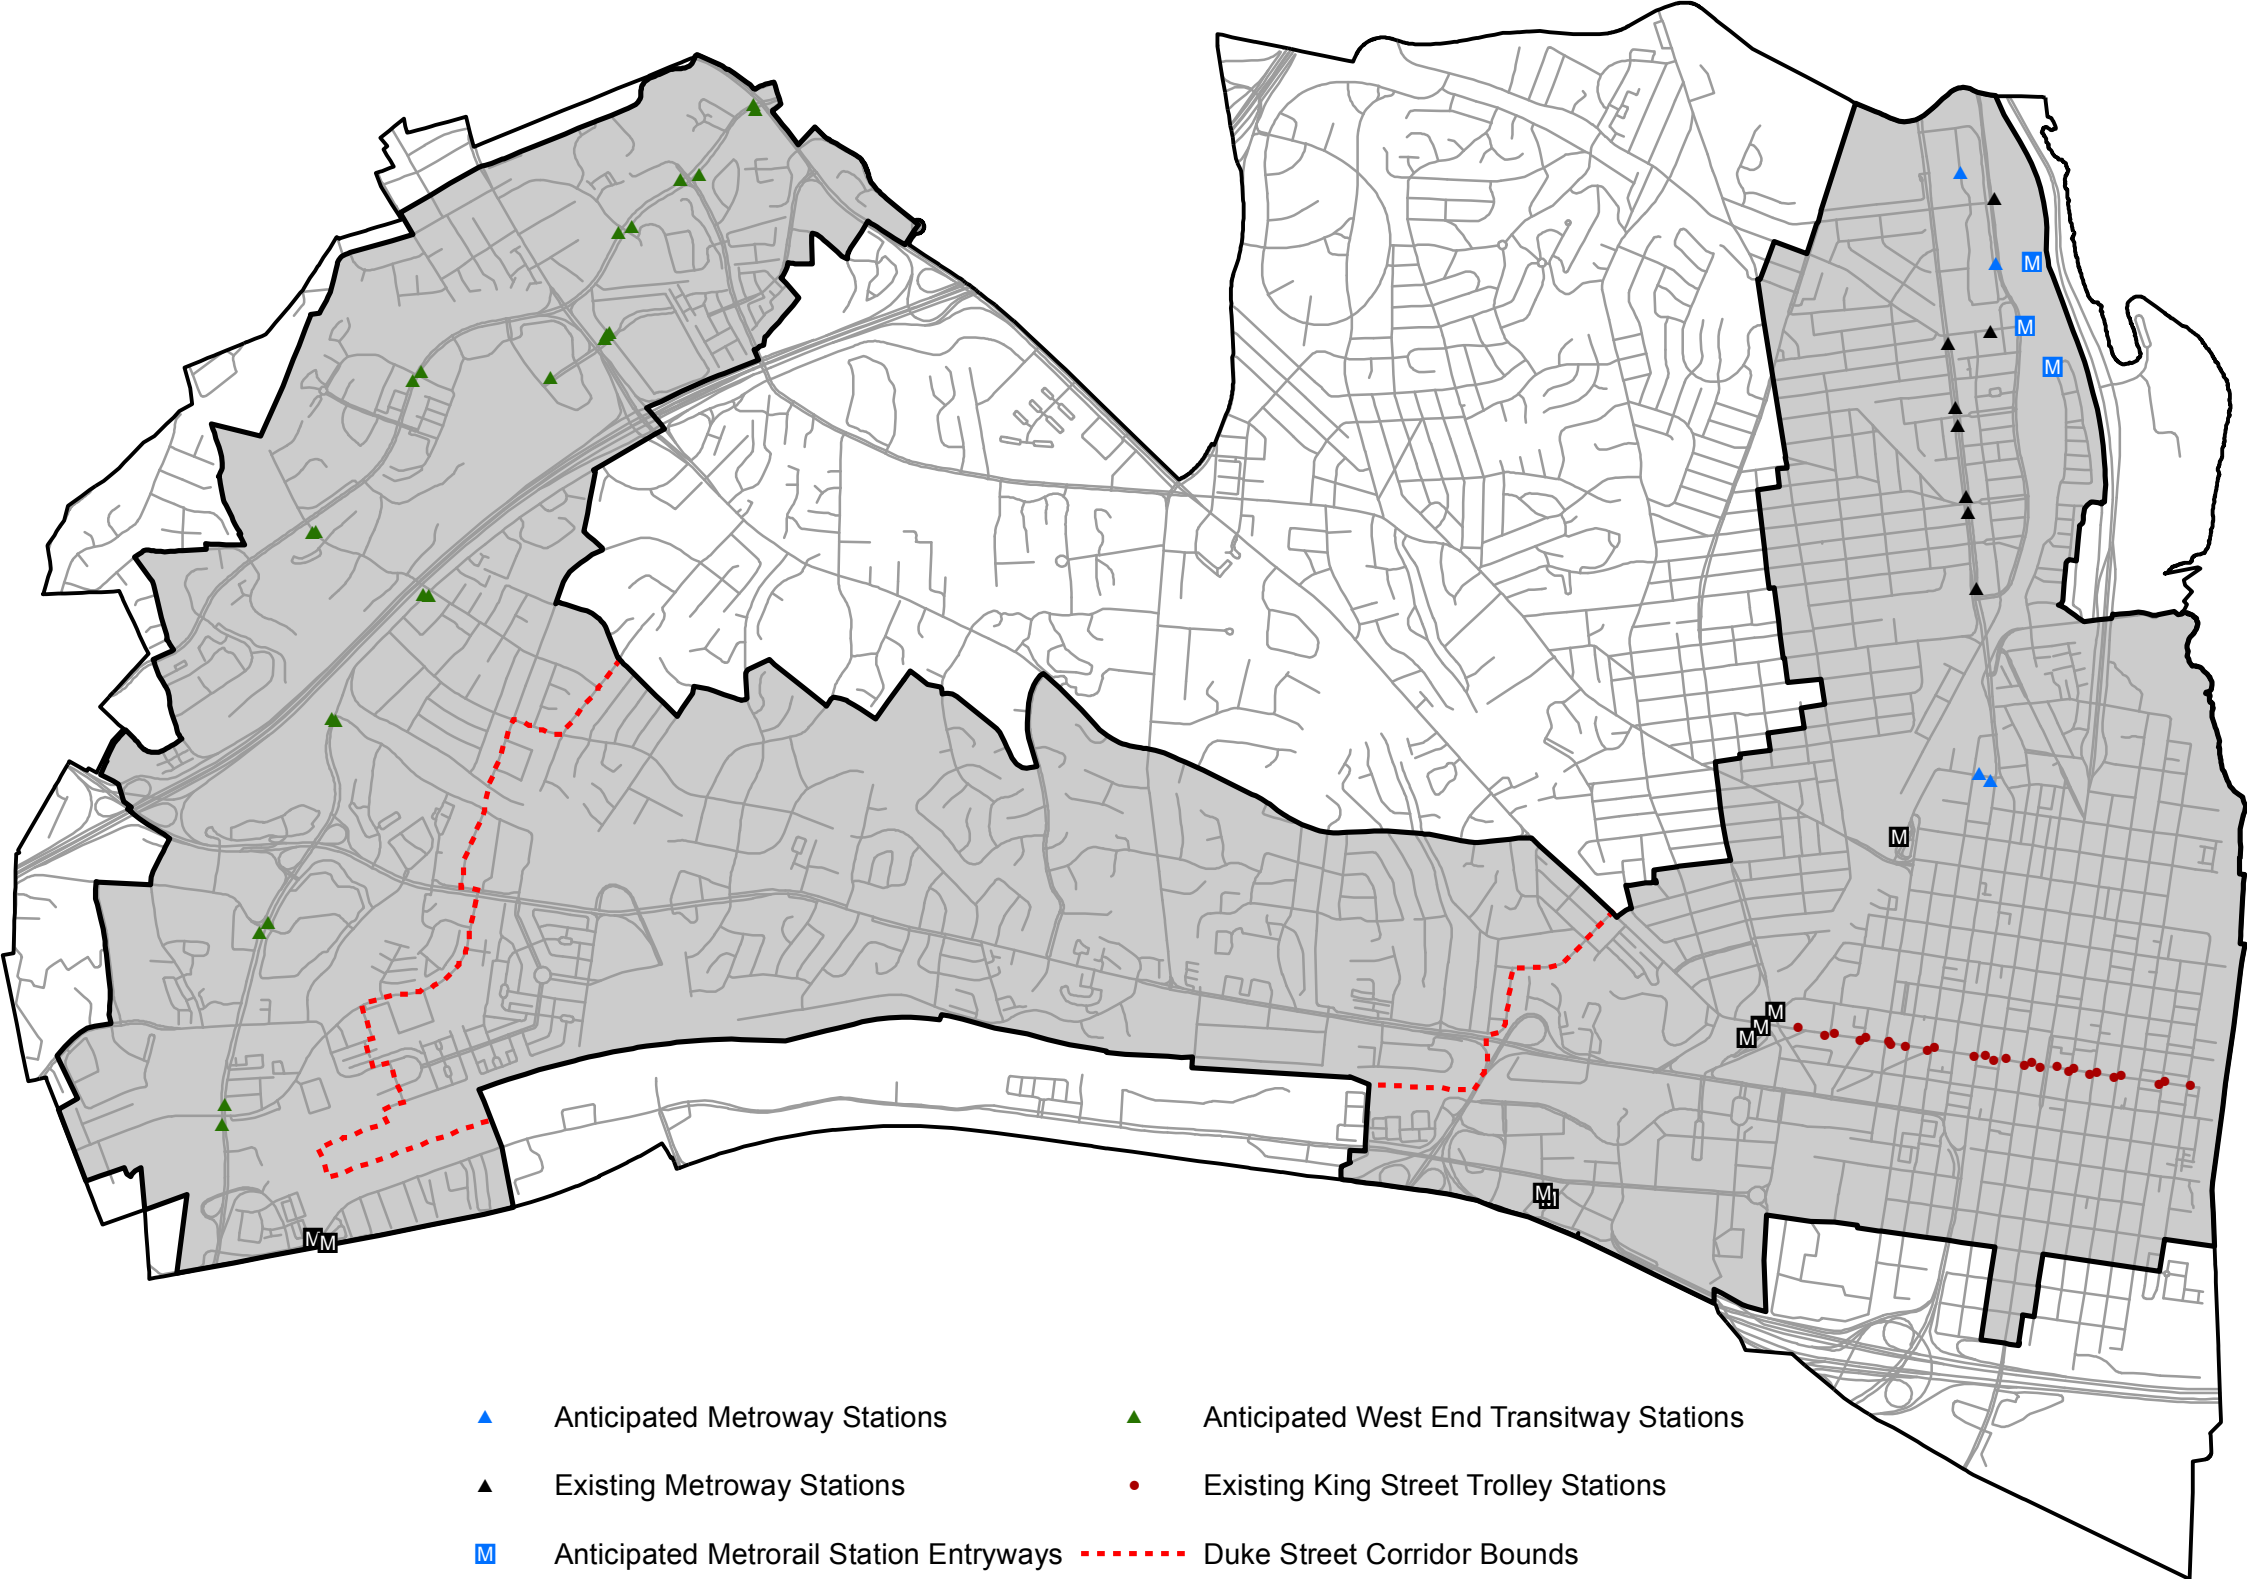 M
M
M
M
M
M
M
M
M
M
M
Anticipated Metroway Stations
Anticipated West End Transitway Stations
Existing Metroway Stations
Existing King Street Trolley Stations
M Anticipated Metrorail Station Entryways
Duke Street Corridor Bounds